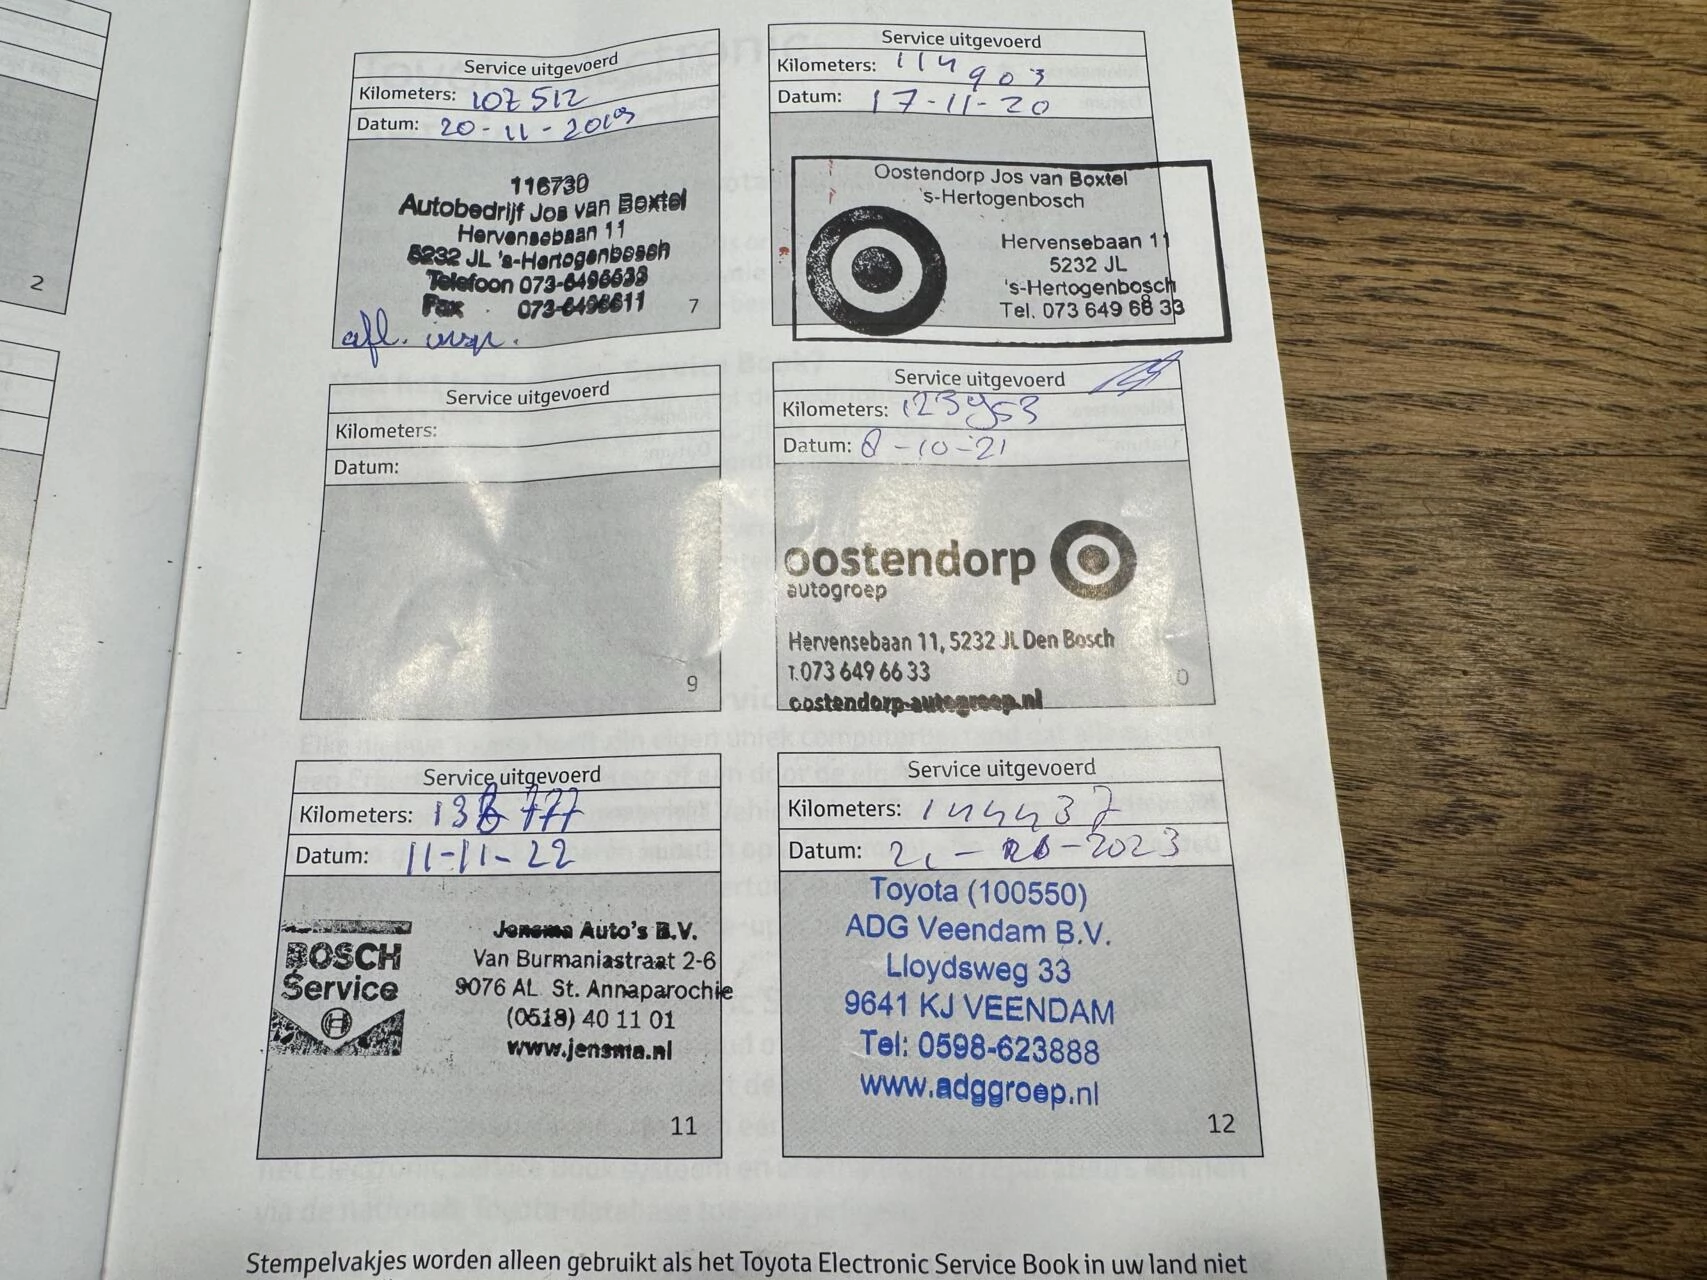 2
Service uitgevoerd
Kilometers: 107512
Datum: 20-11-2019
116730
Autobedrijf Jos van Boxtel
Hervensebaan 11
5232 JL 's-Hertogenbosch
Telefoon 073-6496633
Fax 073-6496611
7
afl. insp.
Service uitgevoerd
Kilometers: 114903
Datum: 17-11-20
Oostendorp Jos van Boxtel
's-Hertogenbosch
Hervensebaan 11
5232 JL
's-Hertogenbosch
Tel. 073 649 66 33
Service uitgevoerd
Kilometers:
Datum:
9
Service uitgevoerd
Kilometers: 123953
Datum: 8-10-21
oostendorp
autogroep
Hervensebaan 11, 5232 JL Den Bosch
T.073 649 66 33
oostendorp-autogroep.nl
0
Service uitgevoerd
Kilometers:
Datum: 11-11-22
BOSCH
Service
Jensma Auto's B.V.
Van Burmaniastraat 2-6
9076 AL St. Annaparochie
(0518) 40 11 01
www.jensma.nl
11
Service uitgevoerd
Kilometers: 144437
Datum:
Toyota (100550)
ADG Veendam B.V.
Lloydsweg 33
9641 KJ VEENDAM
Tel: 0598-623888
www.adggroep.nl
12
Stempelvakjes worden alleen gebruikt als het Toyota Electronic Service Book in uw land niet